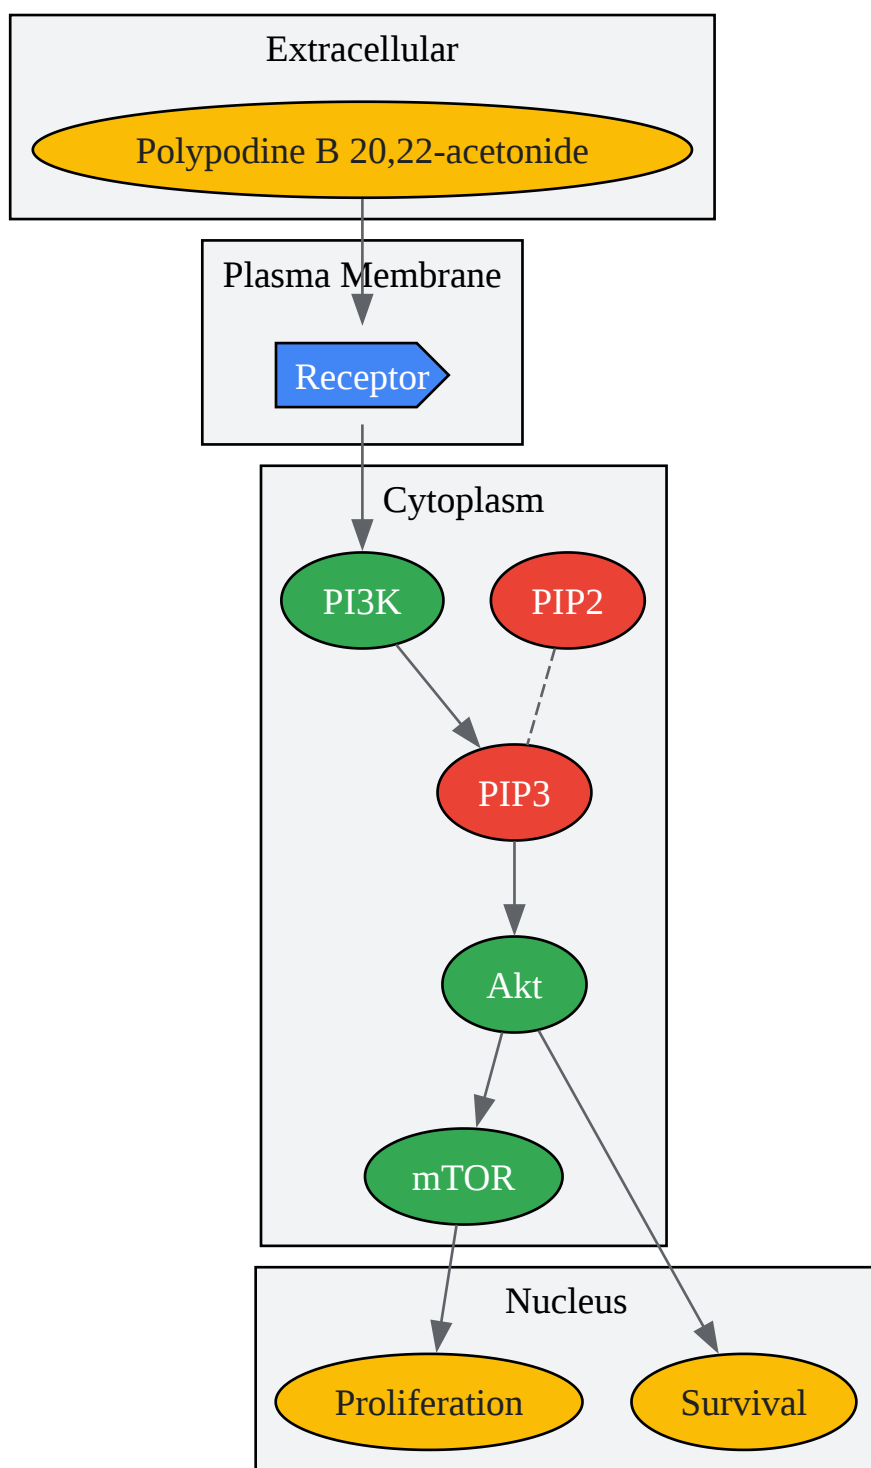 Extracellular
Polypodine B 20,22-acetonide
Plasma Membrane
Receptor
Cytoplasm
PI3K
PIP2
PIP3
Akt
mTOR
Nucleus
Proliferation
Survival